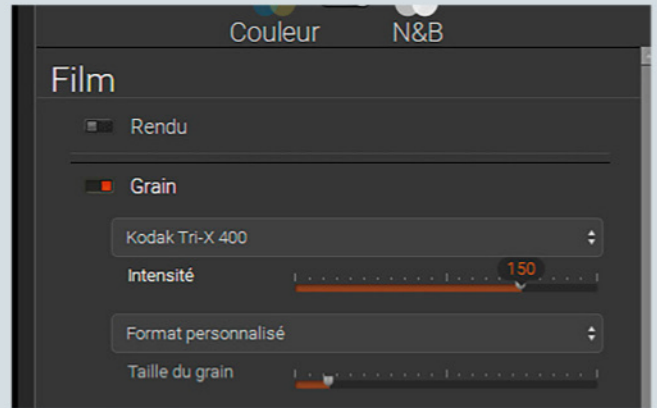 Couleur N&B
Film
Rendu
Grain
Kodak Tri-X 400
Intensité 150
Format personnalisé
Taille du grain